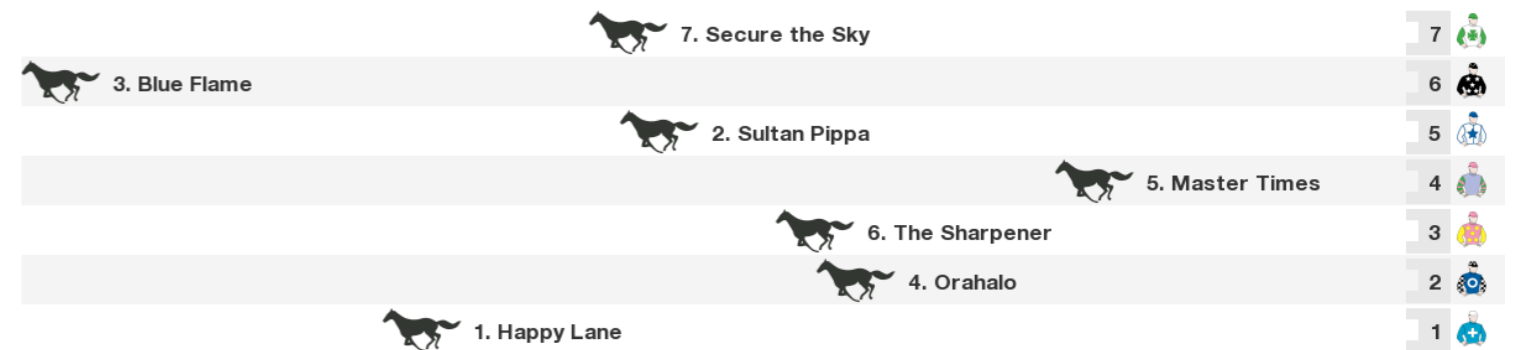 7. Secure the Sky 7
3. Blue Flame 6
2. Sultan Pippa 5
5. Master Times 4
6. The Sharpener 3
4. Orahalo 2
1. Happy Lane 1